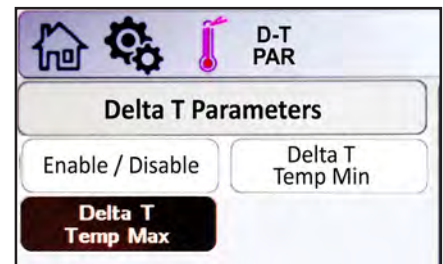 D-T
PAR
Delta T Parameters
Enable / Disable
Delta T
Temp Min
Delta T
Temp Max